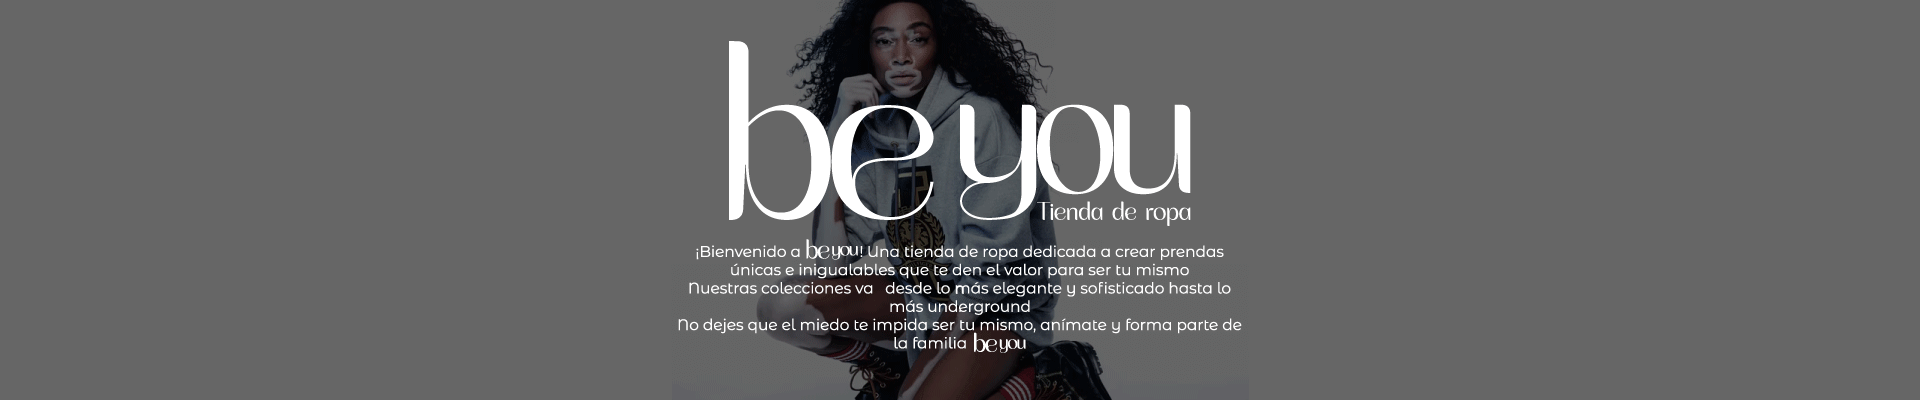 be you
Tienda de ropa
¡Bienvenido a be you! Una tienda de ropa dedicada a crear prendas
únicas e inigualables que te den el valor para ser tu mismo
Nuestras colecciones va desde lo más elegante y sofisticado hasta lo
más underground
No dejes que el miedo te impida ser tu mismo, anímate y forma parte de
la familia be you